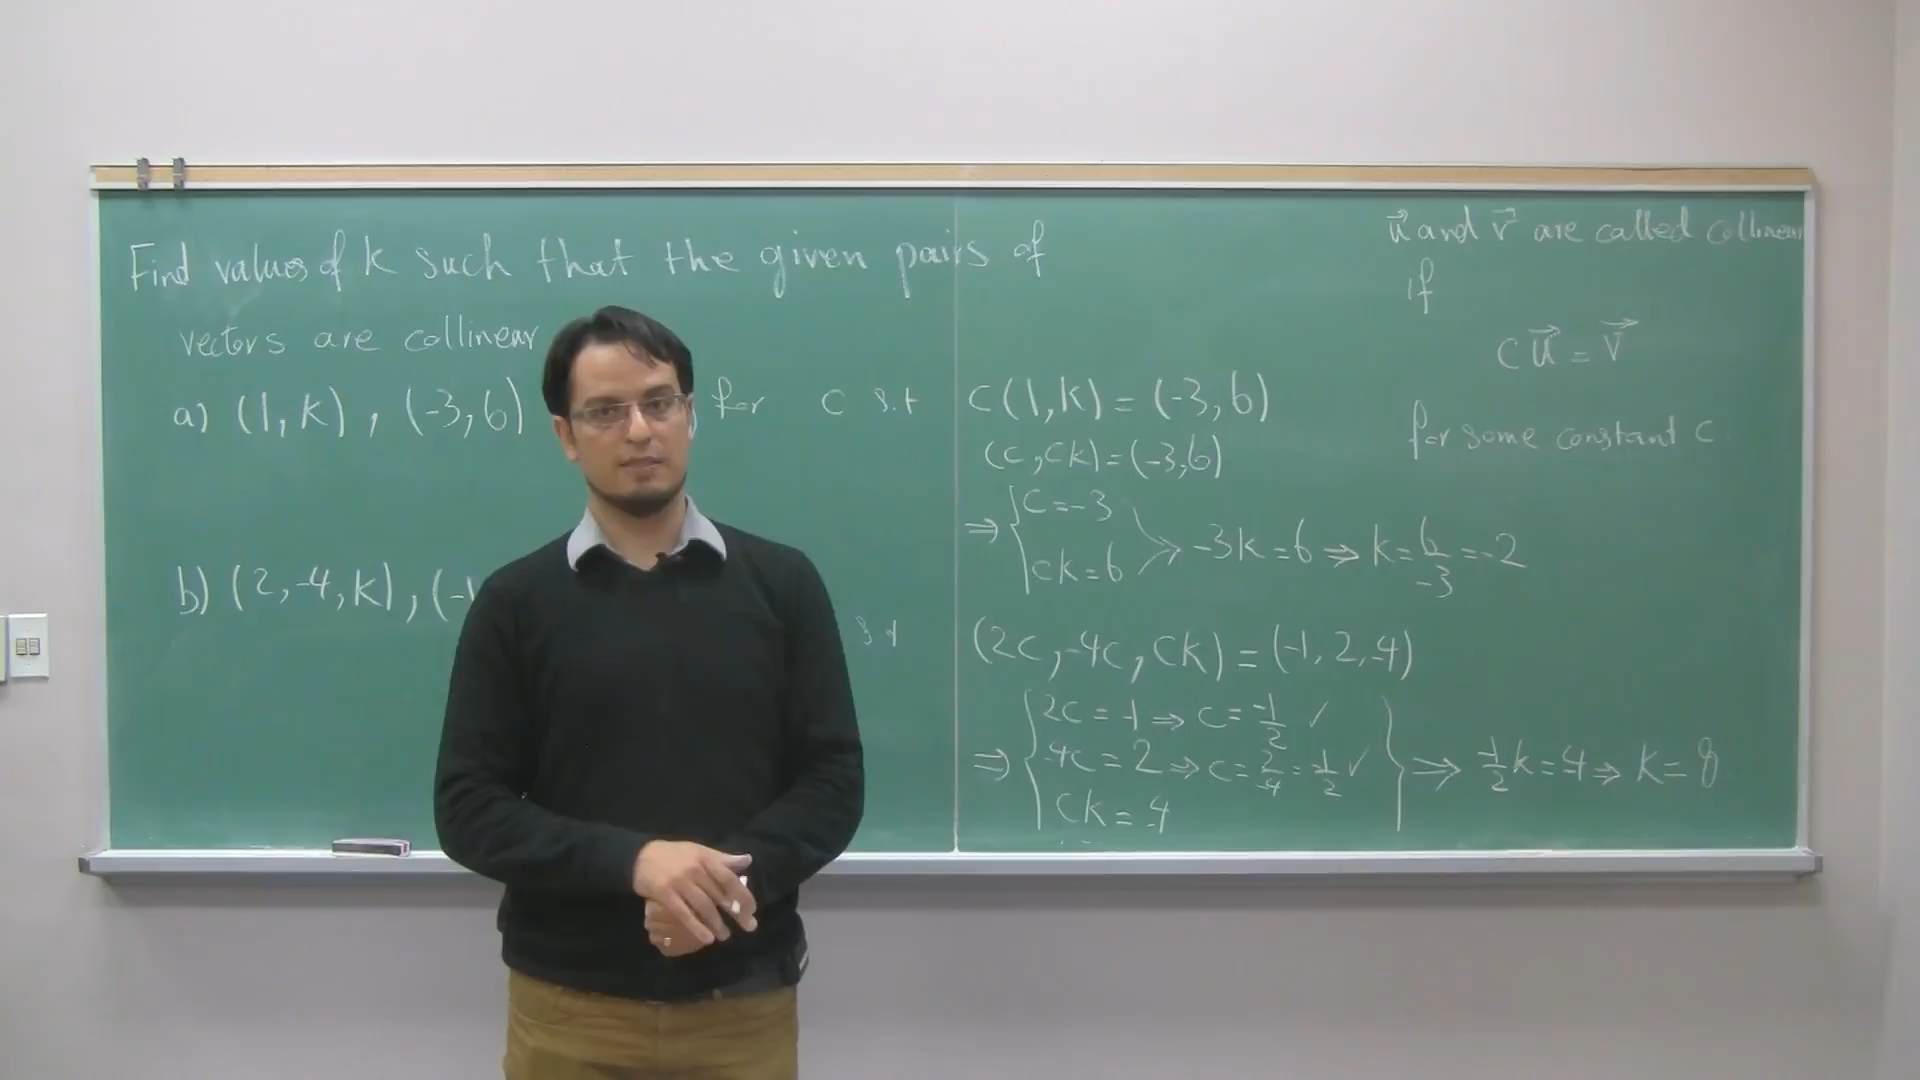 Find values of k such that the given pairs of
vectors are collinear
a) (1, k) , (-3, 6)
for c s.t c(1, k) = (-3, 6)
(c, ck) = (-3, 6)
⇒ { c = -3
ck = 6
⇒ -3k = 6 ⇒ k = 6/-3 = -2
b) (2, -4, k) , (-1
s.t (2c, -4c, ck) = (-1, 2, -4)
⇒ { 2c = -1 ⇒ c = -1/2 ✓
-4c = 2 ⇒ c = 2/-4 = -1/2 ✓
ck = -4
} ⇒ -1/2 k = -4 ⇒ k = 8
u⃗ and v⃗ are called collinear
if
c u⃗ = v⃗
for some constant c.